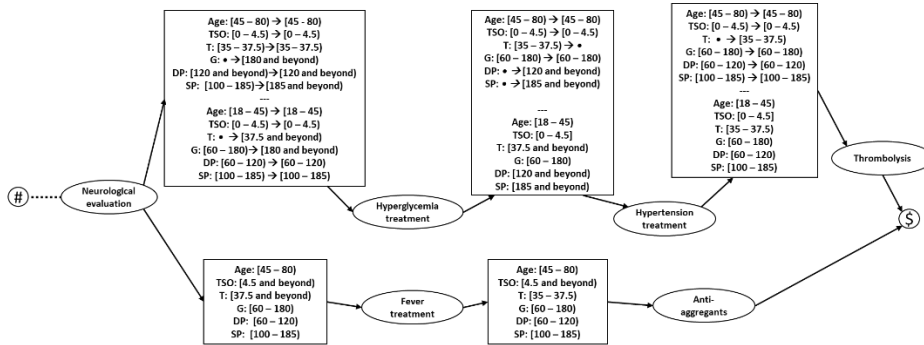 #
Neurological
evaluation
Age: [45 – 80) → [45 - 80)
TSO: [0 – 4.5) → [0 – 4.5)
T: [35 – 37.5)→[35 – 37.5)
G: • →[180 and beyond)
DP: [120 and beyond)→[120 and beyond)
SP: [100 – 185)→[185 and beyond)
---
Age: [18 – 45) → [18 – 45)
TSO: [0 – 4.5) → [0 – 4.5)
T: • → [37.5 and beyond)
G: [60 – 180)→ [180 and beyond)
DP: [60 – 120) → [60 – 120)
SP: [100 – 185) → [100 – 185)
Hyperglycemia
treatment
Age: [45 – 80) → [45 – 80)
TSO: [0 – 4.5) → [0 – 4.5)
T: [35 – 37.5) → •
G: [60 – 180) → [60 – 180)
DP: • → [120 and beyond)
SP: • → [185 and beyond)
---
Age: [18 – 45)
TSO: [0 – 4.5]
T: [37.5 and beyond)
G: [60 – 180)
DP: [120 and beyond)
SP: [185 and beyond)
Hypertension
treatment
Age: [45 – 80) → [45 – 80)
TSO: [0 – 4.5) → [0 – 4.5)
T: • → [35 – 37.5)
G: [60 – 180) → [60 – 180)
DP: [60 – 120) → [60 – 120)
SP: [100 – 185) → [100 – 185)
---
Age: [18 – 45)
TSO: [0 – 4.5]
T: [35 – 37.5)
G: [60 – 180)
DP: [60 – 120)
SP: [100 – 185)
Thrombolysis
$
Age: [45 – 80)
TSO: [4.5 and beyond)
T: [37.5 and beyond)
G: [60 – 180)
DP: [60 – 120)
SP: [100 – 185)
Fever
treatment
Age: [45 – 80)
TSO: [4.5 and beyond)
T: [35 – 37.5)
G: [60 – 180)
DP: [60 – 120)
SP: [100 – 185)
Anti-
aggregants